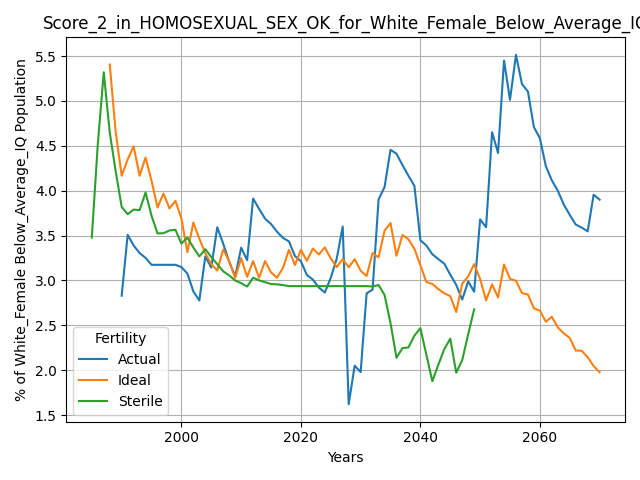 Score_2_in_HOMOSEXUAL_SEX_OK_for_White_Female_Below_Average_IQ
5.5
5.0
4.5
4.0
3.5
3.0
2.5
2.0
1.5
% of White_Female Below_Average_IQ Population
Fertility
Actual
Ideal
Sterile
2000
2020
2040
2060
Years